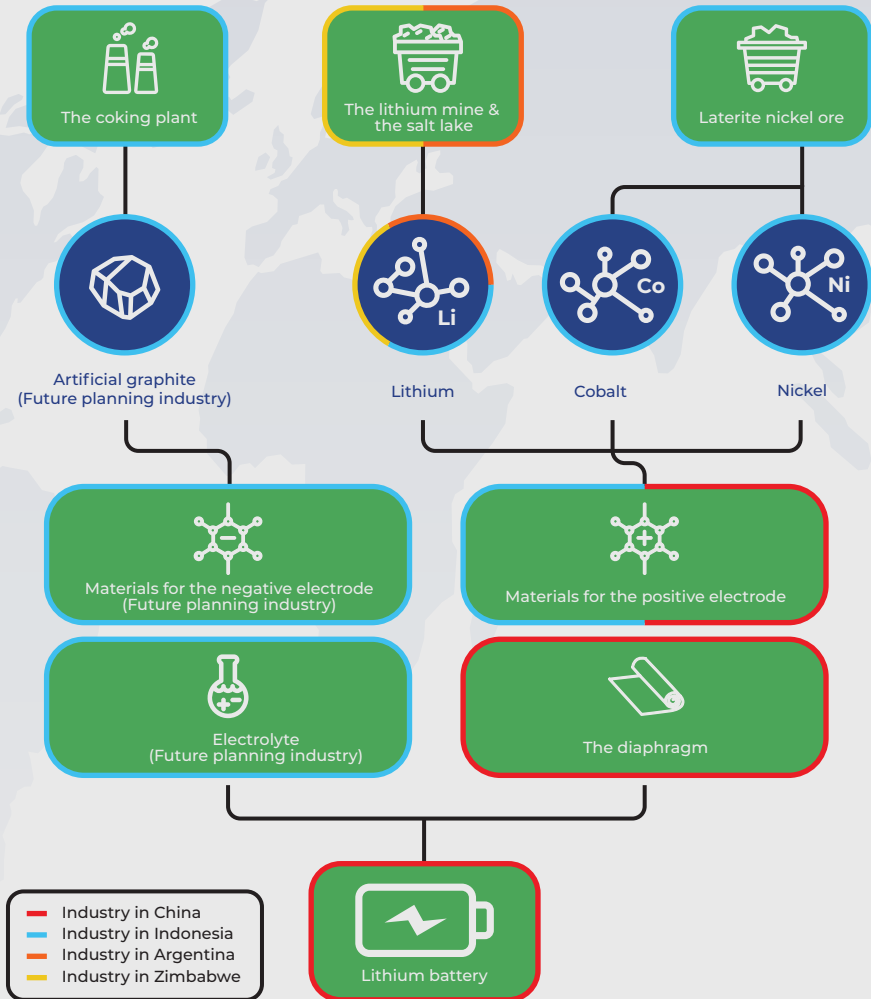 The coking plant
The lithium mine &
the salt lake
Laterite nickel ore
Li
Co
Ni
Artificial graphite
(Future planning industry)
Lithium
Cobalt
Nickel
Materials for the negative electrode
(Future planning industry)
Materials for the positive electrode
Electrolyte
(Future planning industry)
The diaphragm
Industry in China
Industry in Indonesia
Industry in Argentina
Industry in Zimbabwe
Lithium battery